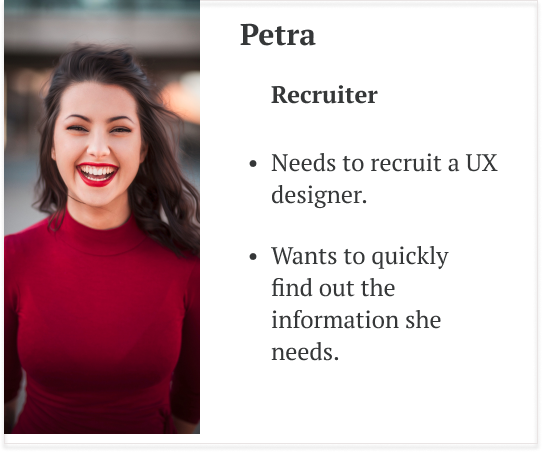 Petra
Recruiter
• Needs to recruit a UX
designer.
• Wants to quickly
find out the
information she
needs.